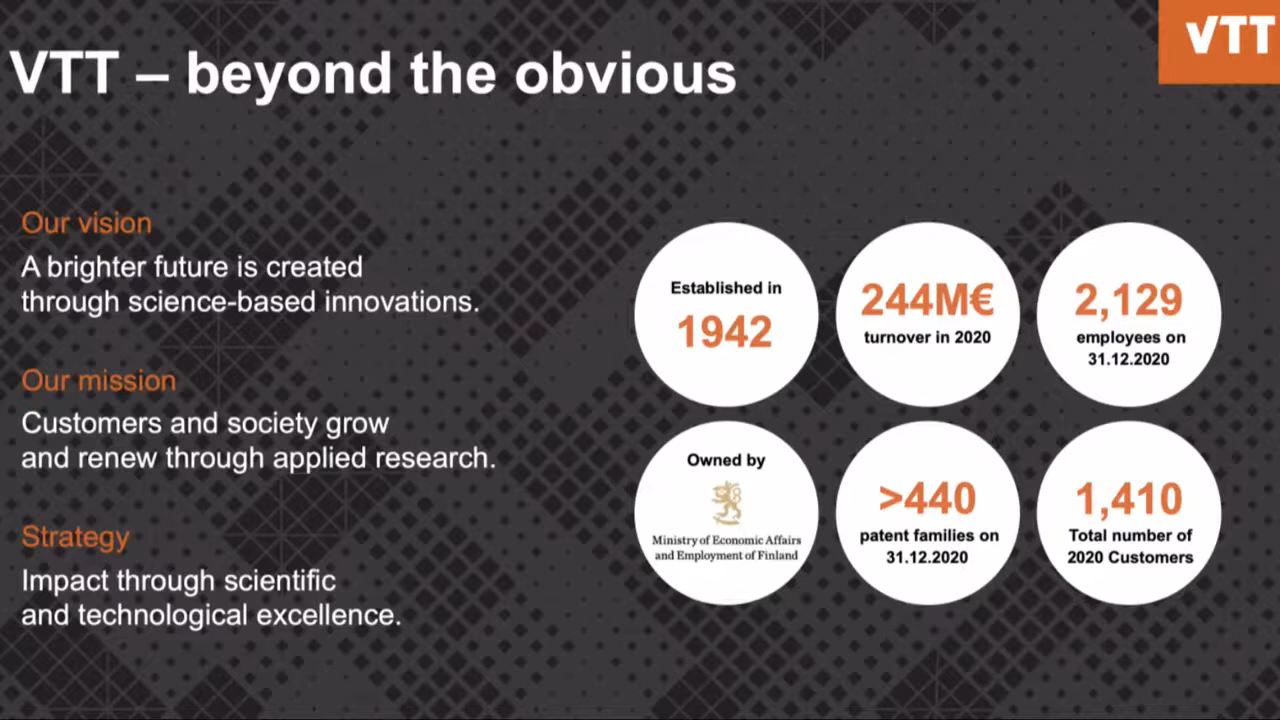 VTT – beyond the obvious
VTT
Our vision
A brighter future is created
through science-based innovations.
Our mission
Customers and society grow
and renew through applied research.
Strategy
Impact through scientific
and technological excellence.
Established in
1942
244M€
turnover in 2020
2,129
employees on
31.12.2020
Owned by
Ministry of Economic Affairs
and Employment of Finland
>440
patent families on
31.12.2020
1,410
Total number of
2020 Customers